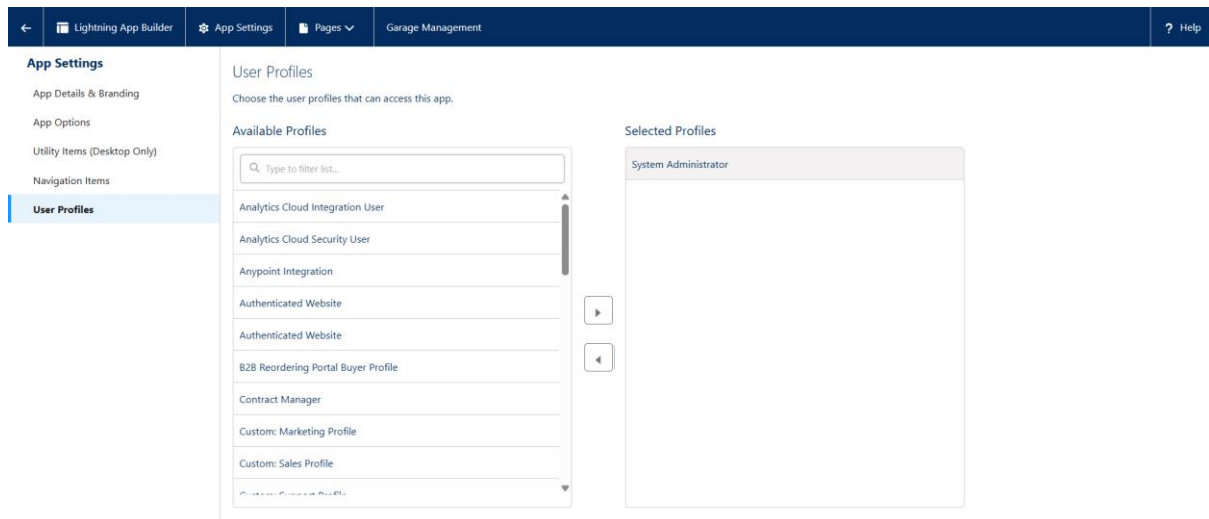 Lightning App Builder
App Settings
Pages
Garage Management
? Help
App Settings
App Details & Branding
App Options
Utility Items (Desktop Only)
Navigation Items
User Profiles
User Profiles
Choose the user profiles that can access this app.
Available Profiles
Type to filter list...
Analytics Cloud Integration User
Analytics Cloud Security User
Anypoint Integration
Authenticated Website
Authenticated Website
B2B Reordering Portal Buyer Profile
Contract Manager
Custom: Marketing Profile
Custom: Sales Profile
Custom: Support Profile
Selected Profiles
System Administrator